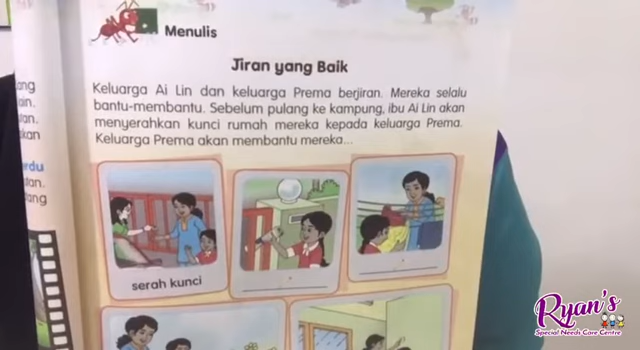 Menulis
Jiran yang Baik
Keluarga Ai Lin dan keluarga Prema berjiran. Mereka selalu
bantu-membantu. Sebelum pulang ke kampung, ibu Ai Lin akan
menyerahkan kunci rumah mereka kepada keluarga Prema.
Keluarga Prema akan membantu mereka...
serah kunci
Ryan's
Special Needs Care Centre